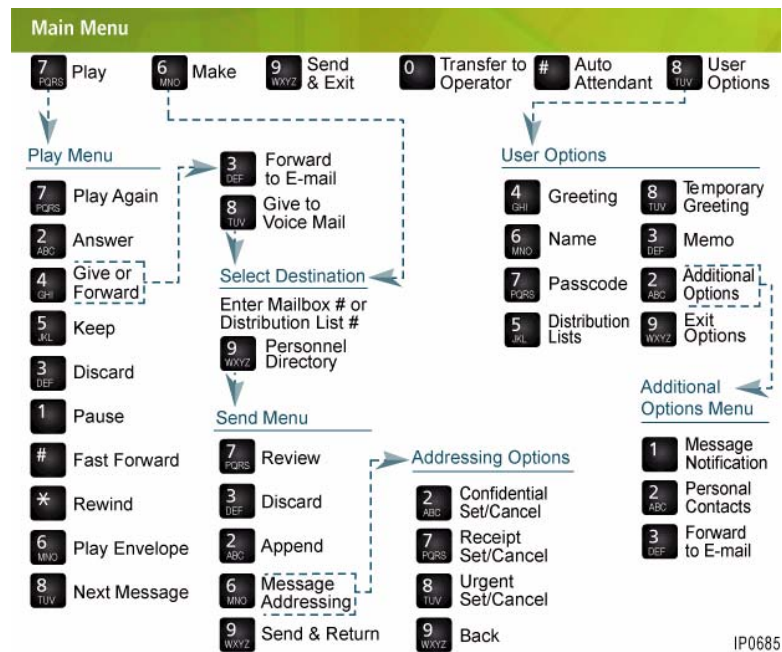 Main Menu
7 PQRS Play
6 MNO Make
9 WXYZ Send
& Exit
0 Transfer to
Operator
# Auto
Attendant
8 TUV User
Options
Play Menu
7 PQRS Play Again
2 ABC Answer
4 GHI Give or
Forward
5 JKL Keep
3 DEF Discard
1 Pause
# Fast Forward
* Rewind
6 MNO Play Envelope
8 TUV Next Message
3 DEF Forward
to E-mail
8 TUV Give to
Voice Mail
Select Destination
Enter Mailbox # or
Distribution List #
9 WXYZ Personnel
Directory
Send Menu
7 PQRS Review
3 DEF Discard
2 ABC Append
6 MNO Message
Addressing
9 WXYZ Send & Return
Addressing Options
2 ABC Confidential
Set/Cancel
7 PQRS Receipt
Set/Cancel
8 TUV Urgent
Set/Cancel
9 WXYZ Back
User Options
4 GHI Greeting
8 TUV Temporary
Greeting
6 MNO Name
3 DEF Memo
7 PQRS Passcode
2 ABC Additional
Options
5 JKL Distribution
Lists
9 WXYZ Exit
Options
Additional
Options Menu
1 Message
Notification
2 ABC Personal
Contacts
3 DEF Forward
to E-mail
IP0685